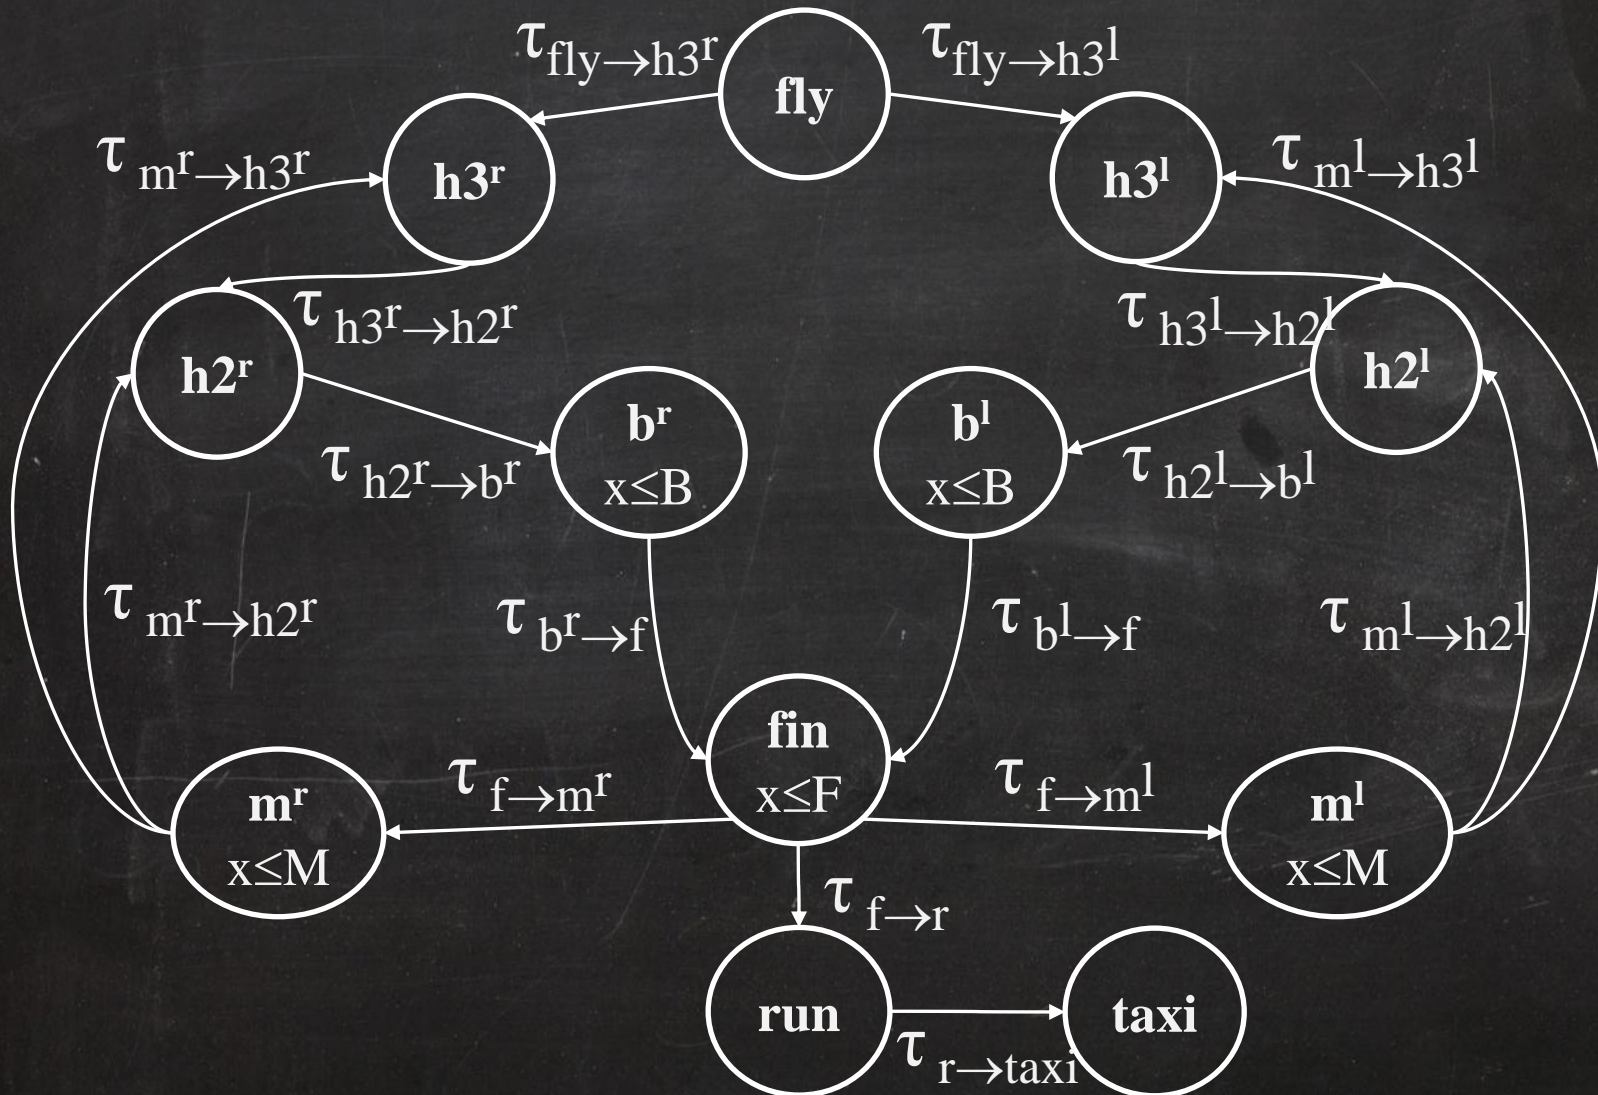 τfly→h3ʳ
τfly→h3ˡ
fly
τ mʳ→h3ʳ
h3ʳ
h3ˡ
τ mˡ→h3ˡ
τ h3ʳ→h2ʳ
τ h3ˡ→h2ˡ
h2ʳ
h2ˡ
bʳ
x≤B
bˡ
x≤B
τ h2ʳ→bʳ
τ h2ˡ→bˡ
τ mʳ→h2ʳ
τ bʳ→f
τ bˡ→f
τ mˡ→h2ˡ
fin
x≤F
τ f→mʳ
τ f→mˡ
mʳ
x≤M
mˡ
x≤M
τ f→r
run
taxi
τ r→taxi